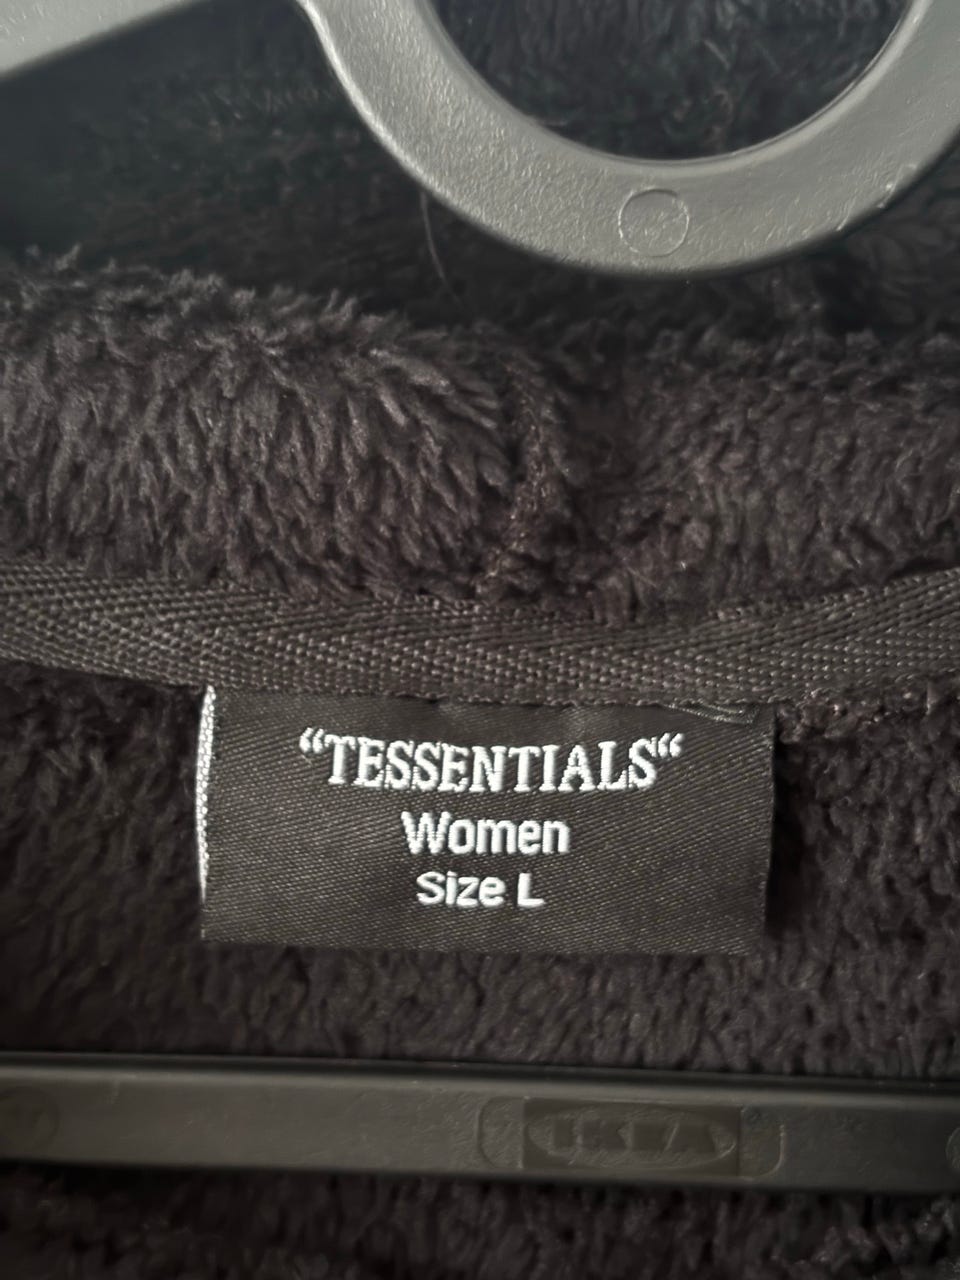 “TESSENTIALS“
Women
Size L
IKEA